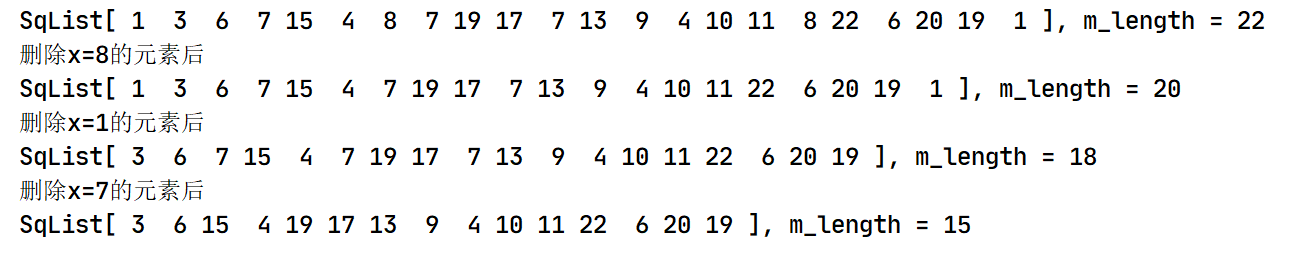 SqList[ 1  3  6  7 15  4  8  7 19 17  7 13  9  4 10 11  8 22  6 20 19  1 ], m_length = 22
删除x=8的元素后
SqList[ 1  3  6  7 15  4  7 19 17  7 13  9  4 10 11 22  6 20 19  1 ], m_length = 20
删除x=1的元素后
SqList[ 3  6  7 15  4  7 19 17  7 13  9  4 10 11 22  6 20 19 ], m_length = 18
删除x=7的元素后
SqList[ 3  6 15  4 19 17 13  9  4 10 11 22  6 20 19 ], m_length = 15